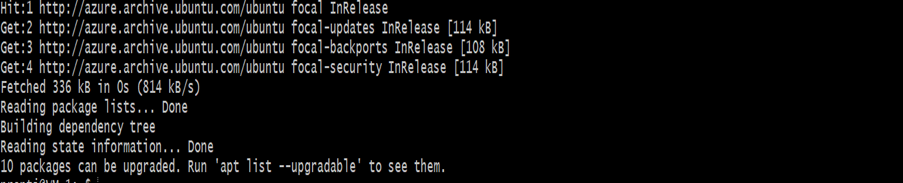 Hit:1 http://azure.archive.ubuntu.com/ubuntu focal InRelease
Get:2 http://azure.archive.ubuntu.com/ubuntu focal-updates InRelease [114 kB]
Get:3 http://azure.archive.ubuntu.com/ubuntu focal-backports InRelease [108 kB]
Get:4 http://azure.archive.ubuntu.com/ubuntu focal-security InRelease [114 kB]
Fetched 336 kB in 0s (814 kB/s)
Reading package lists... Done
Building dependency tree
Reading state information... Done
10 packages can be upgraded. Run 'apt list --upgradable' to see them.